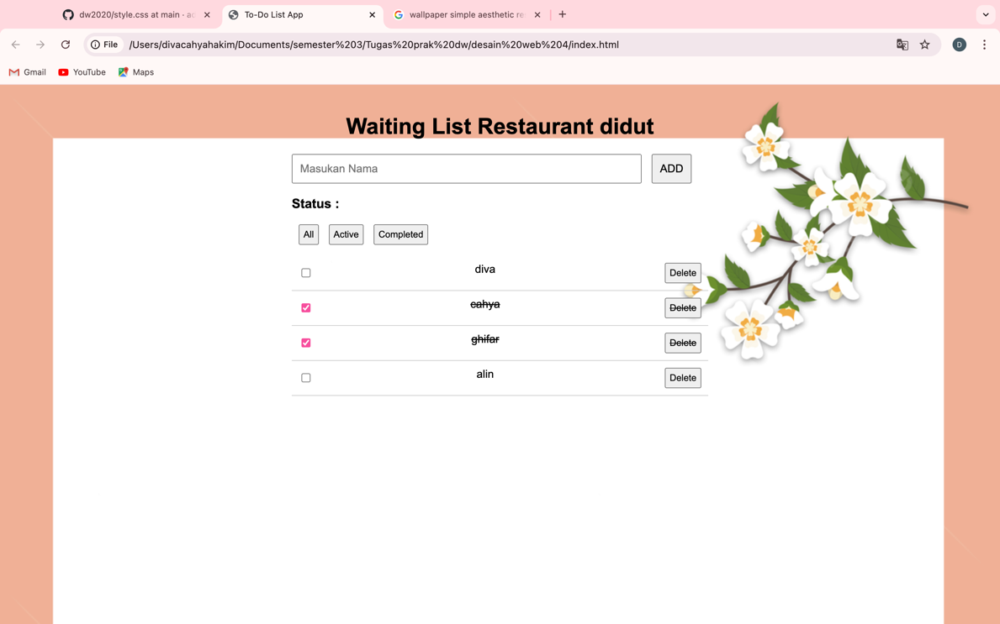 dw2020/style.css at main · ac
To-Do List App
wallpaper simple aesthetic re
File
/Users/divacahyahakim/Documents/semester%203/Tugas%20prak%20dw/desain%20web%204/index.html
D
Gmail YouTube Maps
Waiting List Restaurant didut
Masukan Nama ADD
Status :
All Active Completed
diva Delete
cahya Delete
ghifar Delete
alin Delete